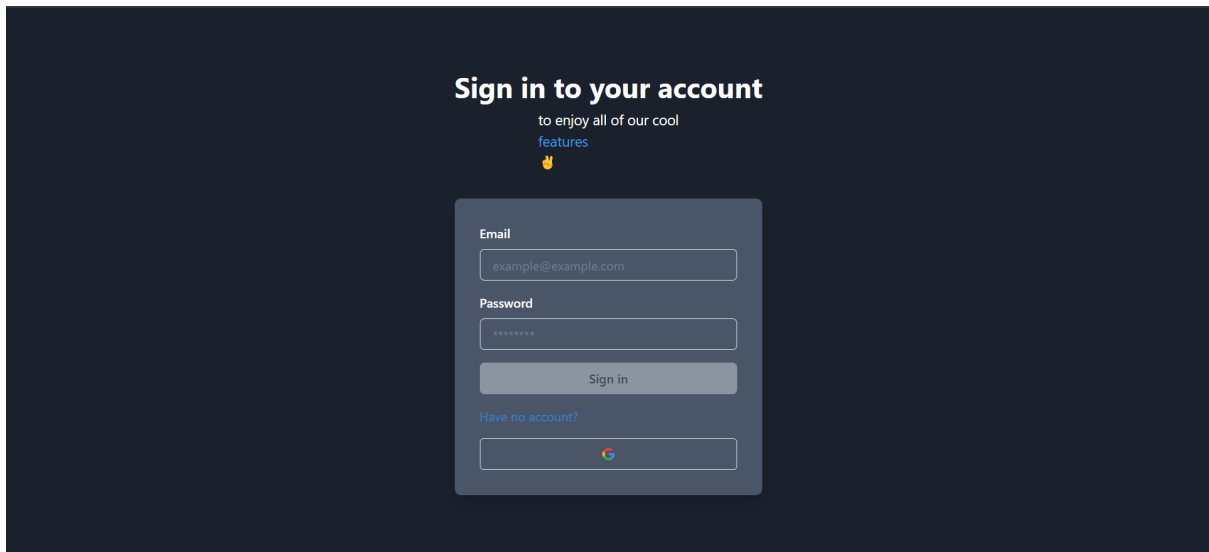 Sign in to your account
to enjoy all of our cool
features
✌️
Email
example@example.com
Password
********
Sign in
Have no account?